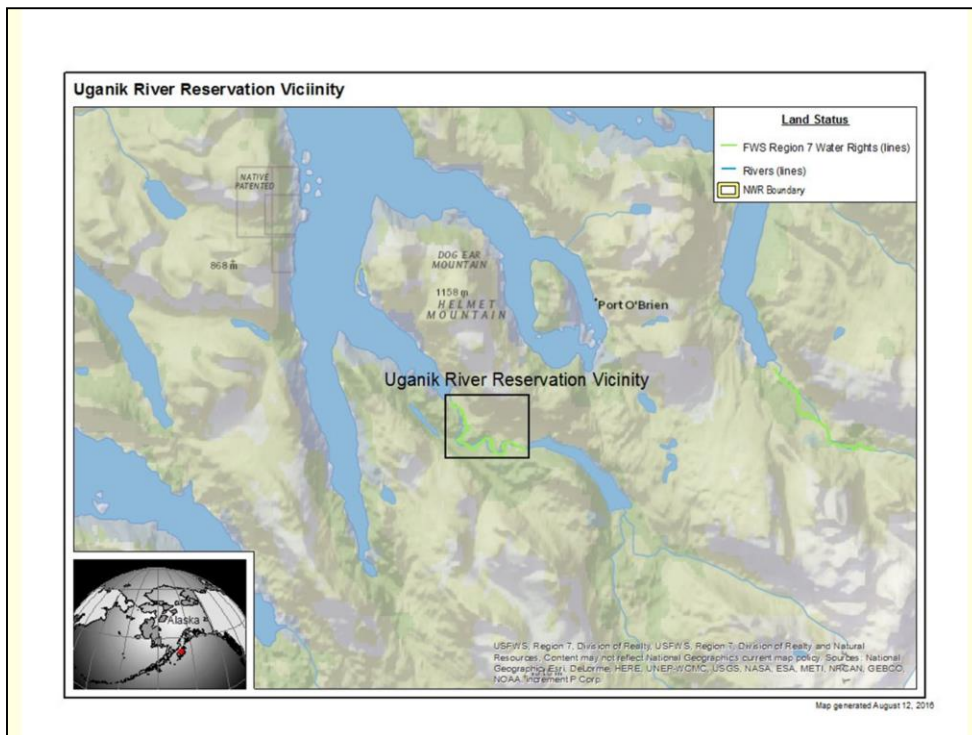 Uganik River Reservation Viciinity
Land Status
FWS Region 7 Water Rights (lines)
Rivers (lines)
NWR Boundary
NATIVE
PATENTED
868 m
DOG EAR
MOUNTAIN
1158 m
HELMET
MOUNTAIN
Port O'Brien
Uganik River Reservation Vicinity
Alaska
USFWS, Region 7, Division of Realty, USFWS, Region 7, Division of Realty and Natural
Resources, Content may not reflect National Geographic's current map policy. Sources: National
Geographic, Esri, DeLorme, HERE, UNEP-WCMC, USGS, NASA, ESA, METI, NRCAN, GEBCO,
NOAA, increment P Corp.
Map generated August 12, 2016